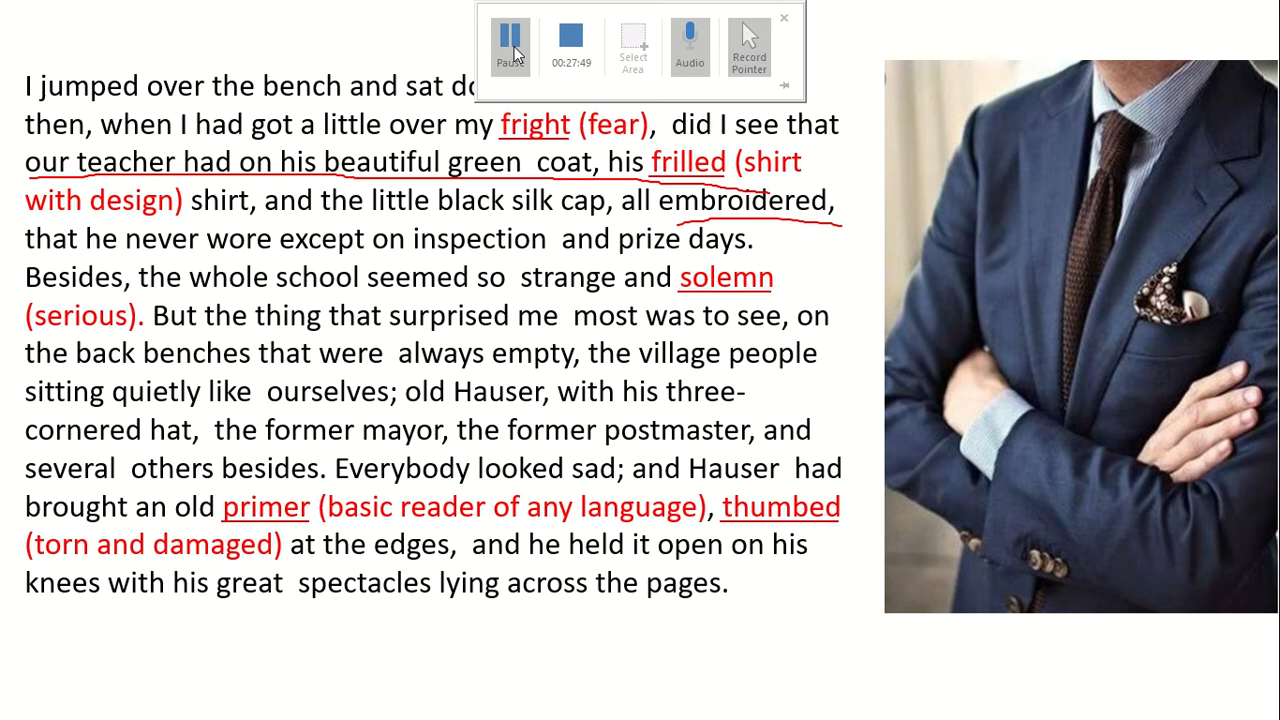 Pause
00:27:49
Select Area
Audio
Record Pointer
I jumped over the bench and sat
then, when I had got a little over my fright (fear), did I see that
our teacher had on his beautiful green coat, his frilled (shirt
with design) shirt, and the little black silk cap, all embroidered,
that he never wore except on inspection and prize days.
Besides, the whole school seemed so strange and solemn
(serious). But the thing that surprised me most was to see, on
the back benches that were always empty, the village people
sitting quietly like ourselves; old Hauser, with his three-
cornered hat, the former mayor, the former postmaster, and
several others besides. Everybody looked sad; and Hauser had
brought an old primer (basic reader of any language), thumbed
(torn and damaged) at the edges, and he held it open on his
knees with his great spectacles lying across the pages.